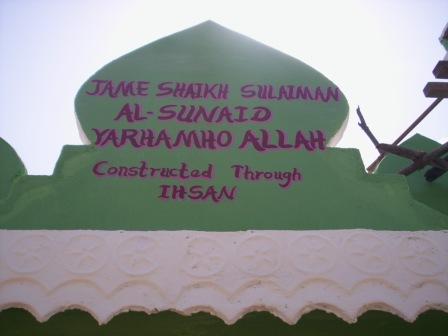 JAME SHAIKH SULAIMAN
AL-SUNAID
YARHAMHO ALLAH
Constructed Through
IHSAN